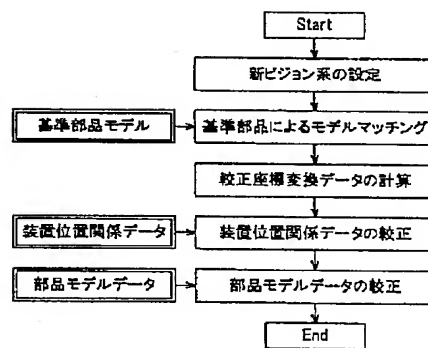 Start
新ビジョン系の設定
基準部品モデル
基準部品によるモデルマッチング
較正座標変換データの計算
装置位置関係データ
装置位置関係データの較正
部品モデルデータ
部品モデルデータの較正
End